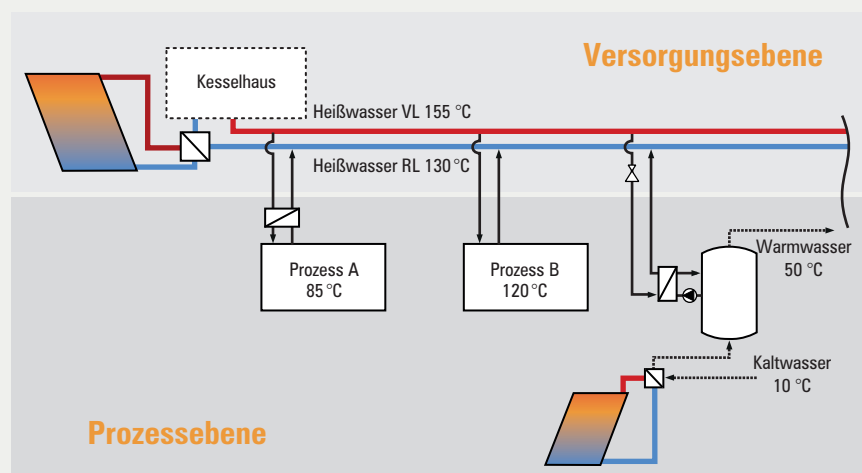 Versorgungsebene
Kesselhaus
Heißwasser VL 155 °C
Heißwasser RL 130 °C
Prozess A
85 °C
Prozess B
120 °C
Warmwasser
50 °C
Kaltwasser
10 °C
Prozessebene